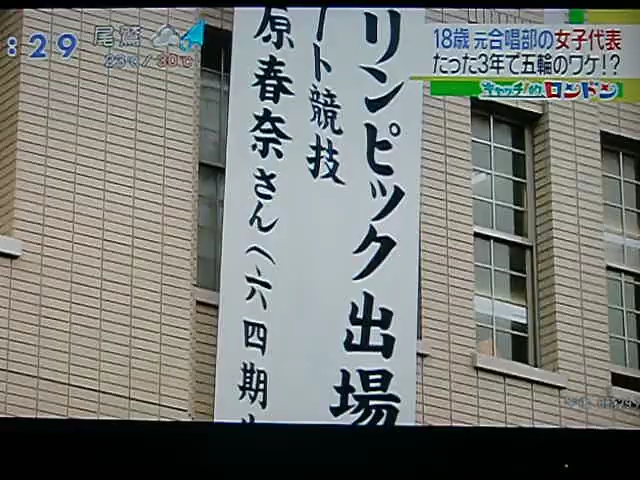 :29
尾鷲
23℃/30℃
18歳 元合唱部の女子代表
たった3年で五輪のワケ!?
キャッチ!的 ロンドン
リンピック出場
ート競技
原春奈さん(六四期